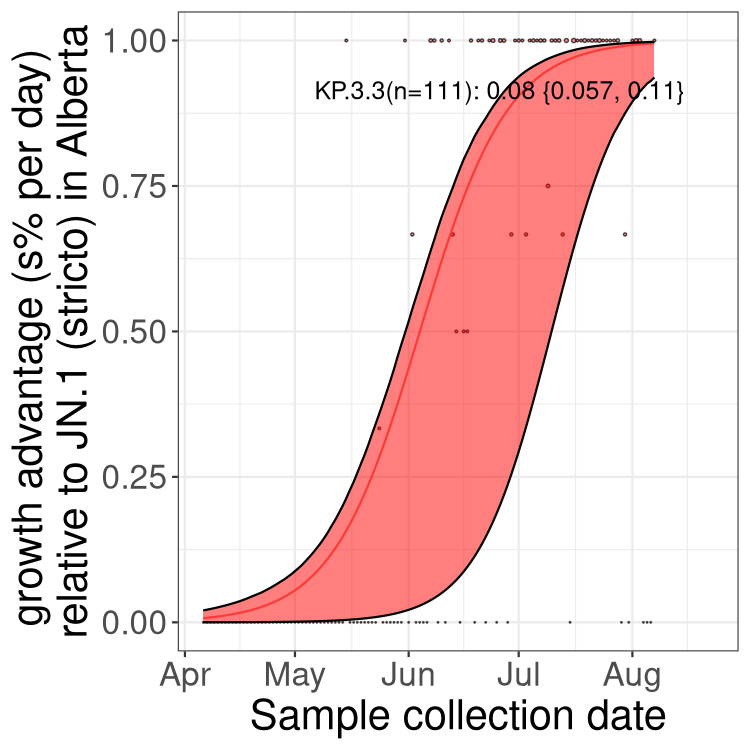 growth advantage (s% per day)
relative to JN.1 (stricto) in Alberta
1.00
0.75
0.50
0.25
0.00
KP.3.3(n=111): 0.08 {0.057, 0.11}
Apr May Jun Jul Aug
Sample collection date